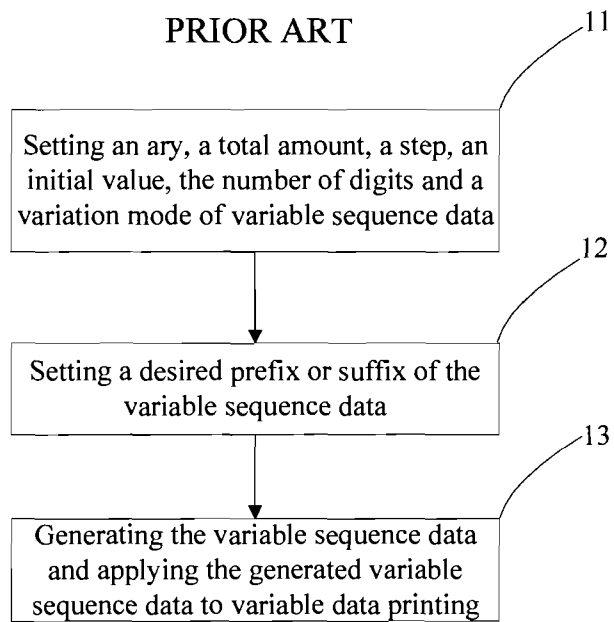 PRIOR ART
11
Setting an ary, a total amount, a step, an
initial value, the number of digits and a
variation mode of variable sequence data
12
Setting a desired prefix or suffix of the
variable sequence data
13
Generating the variable sequence data
and applying the generated variable
sequence data to variable data printing